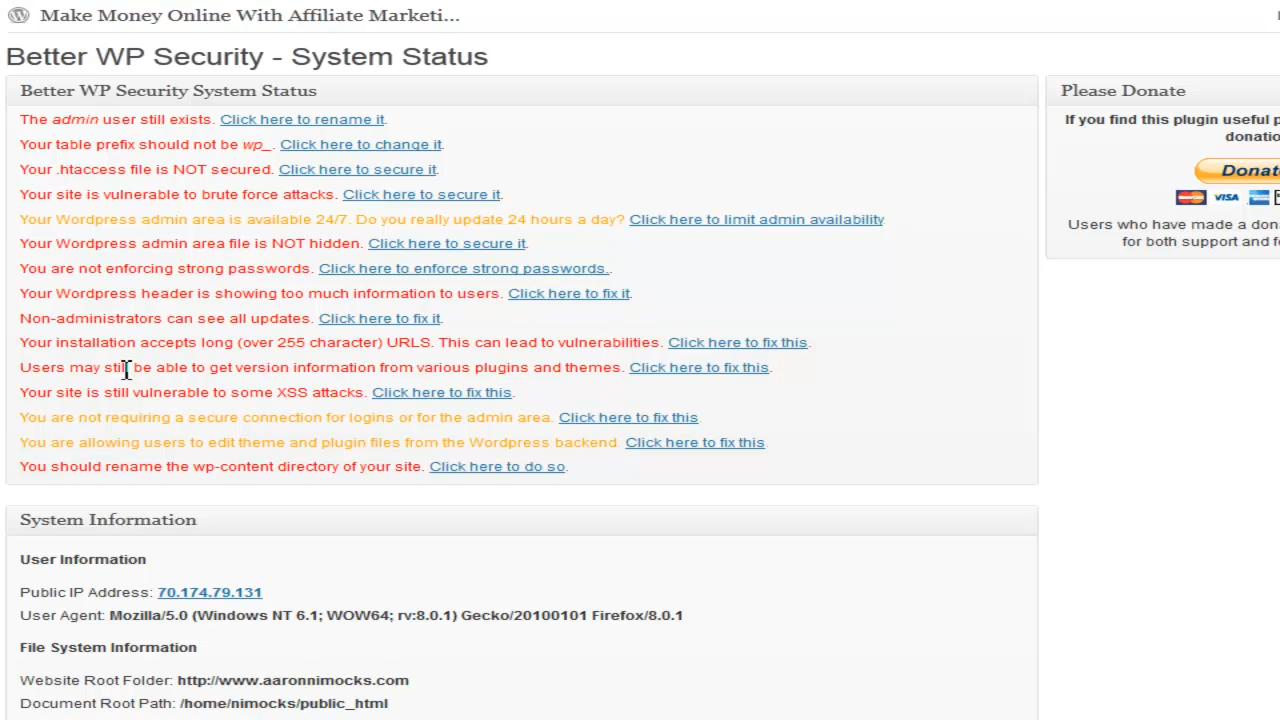 Make Money Online With Affiliate Marketi...
Better WP Security - System Status
Better WP Security System Status
The admin user still exists. Click here to rename it.
Your table prefix should not be wp_. Click here to change it.
Your .htaccess file is NOT secured. Click here to secure it.
Your site is vulnerable to brute force attacks. Click here to secure it.
Your Wordpress admin area is available 24/7. Do you really update 24 hours a day? Click here to limit admin availability
Your Wordpress admin area file is NOT hidden. Click here to secure it.
You are not enforcing strong passwords. Click here to enforce strong passwords..
Your Wordpress header is showing too much information to users. Click here to fix it.
Non-administrators can see all updates. Click here to fix it.
Your installation accepts long (over 255 character) URLS. This can lead to vulnerabilities. Click here to fix this.
Users may still be able to get version information from various plugins and themes. Click here to fix this.
Your site is still vulnerable to some XSS attacks. Click here to fix this.
You are not requiring a secure connection for logins or for the admin area. Click here to fix this.
You are allowing users to edit theme and plugin files from the Wordpress backend. Click here to fix this.
You should rename the wp-content directory of your site. Click here to do so.
System Information
User Information
Public IP Address: 70.174.79.131
User Agent: Mozilla/5.0 (Windows NT 6.1; WOW64; rv:8.0.1) Gecko/20100101 Firefox/8.0.1
File System Information
Website Root Folder: http://www.aaronnimocks.com
Document Root Path: /home/nimocks/public_html
Please Donate
If you find this plugin useful p
donatio
Donat
VISA
Users who have made a don
for both support and f